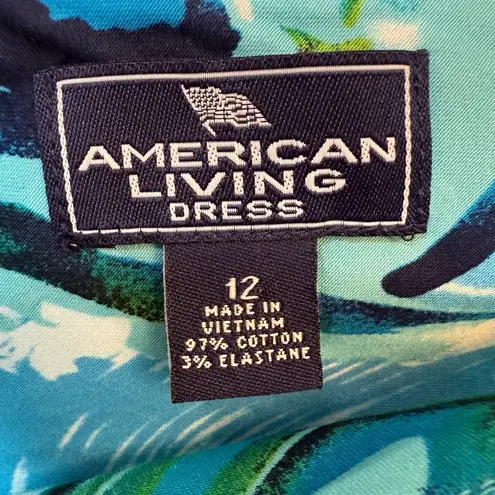 AMERICAN
LIVING
DRESS
12
MADE IN
VIETNAM
97% COTTON
3% ELASTANE